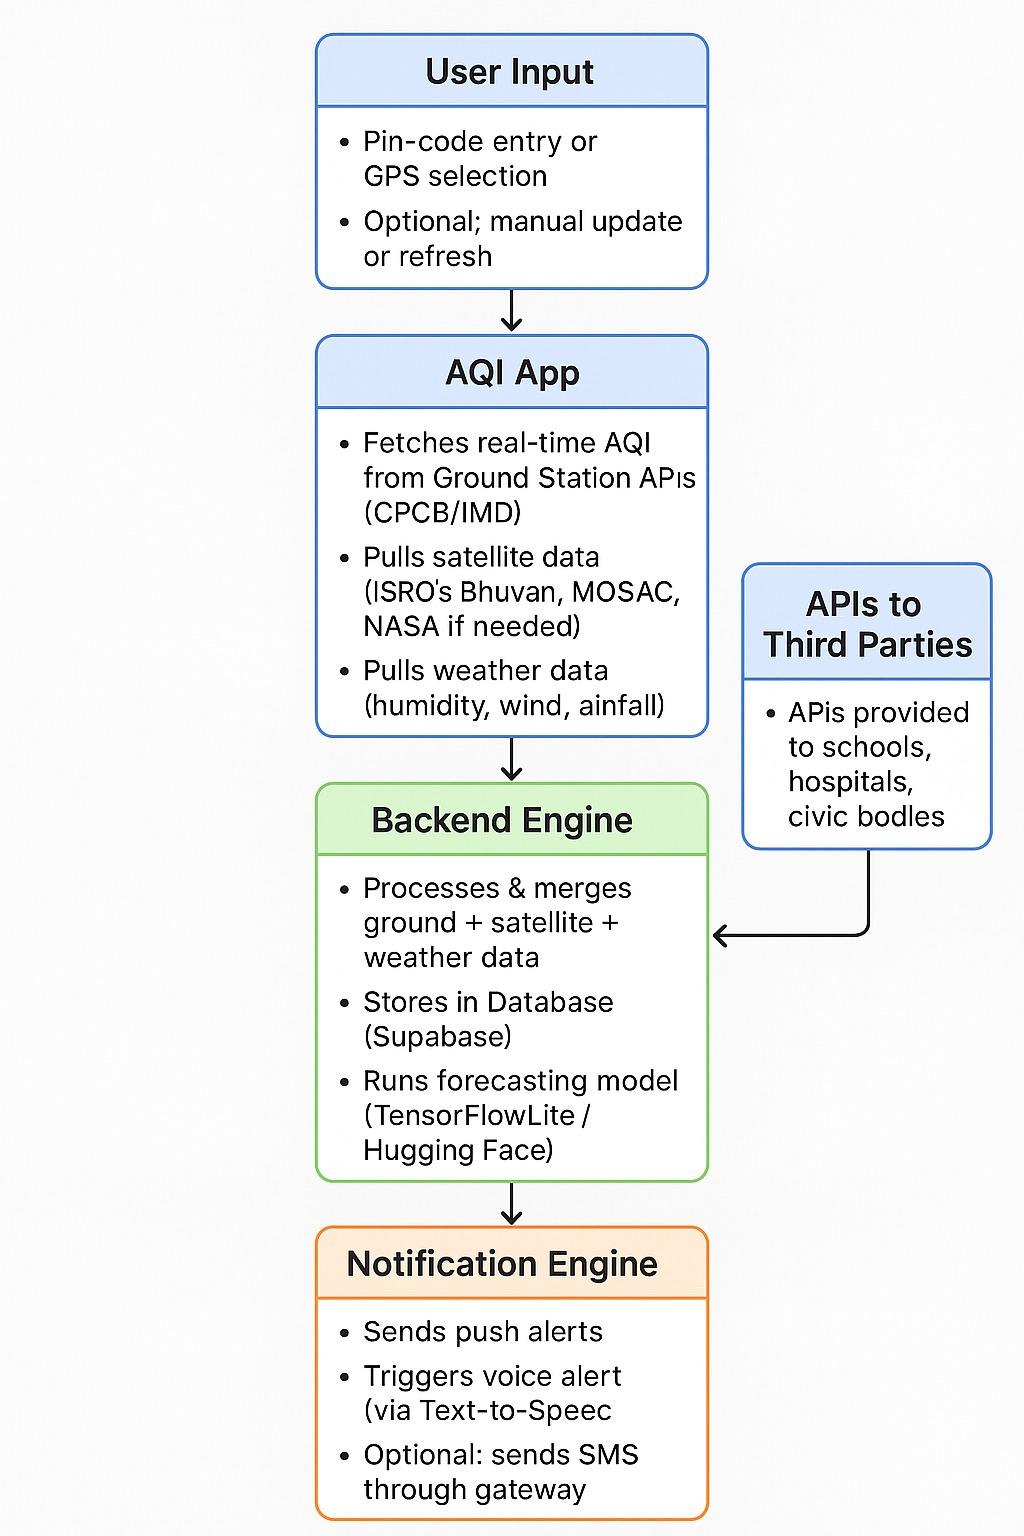 User Input
• Pin-code entry or
GPS selection
• Optional; manual update
or refresh
AQI App
• Fetches real-time AQI
from Ground Station APıs
(CPCB/IMD)
• Pulls satellite data
(ISRO's Bhuvan, MOSAC,
NASA if needed)
• Pulls weather data
(humidity, wind, ainfall)
APIs to
Third Parties
• APis provided
to schools,
hospitals,
civic bodles
Backend Engine
• Processes & merges
ground + satellite +
weather data
• Stores in Database
(Supabase)
• Runs forecasting model
(TensorFlowLite /
Hugging Face)
Notification Engine
• Sends push alerts
• Triggers voice alert
(via Text-to-Speec
• Optional: sends SMS
through gateway